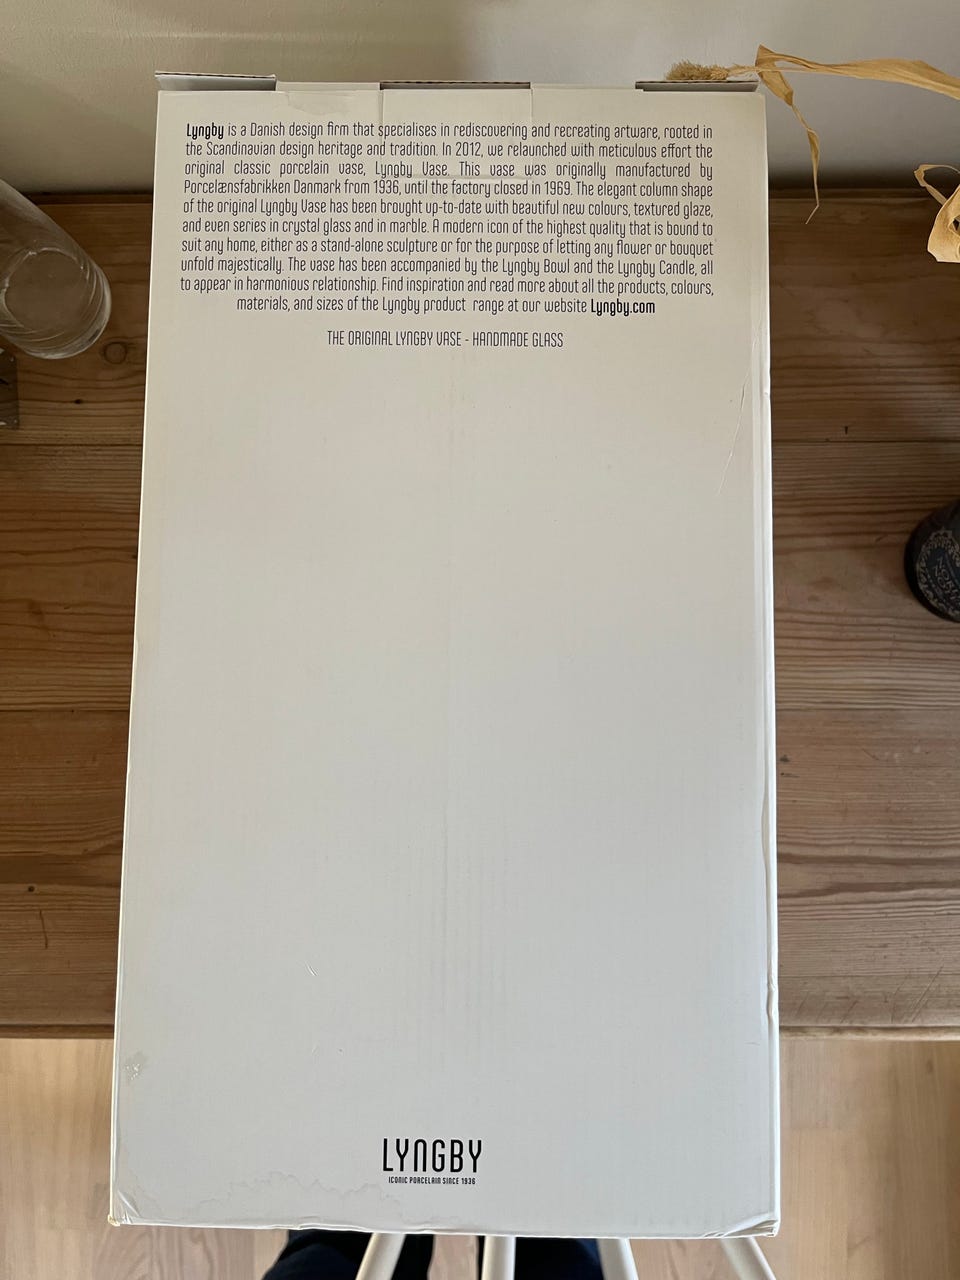 Lyngby is a Danish design firm that specialises in rediscovering and recreating artware, rooted in
the Scandinavian design heritage and tradition. In 2012, we relaunched with meticulous effort the
original classic porcelain vase, Lyngby Vase. This vase was originally manufactured by
Porcelænsfabrikken Danmark from 1936, until the factory closed in 1969. The elegant column shape
of the original Lyngby Vase has been brought up-to-date with beautiful new colours, textured glaze,
and even series in crystal glass and in marble. A modern icon of the highest quality that is bound to
suit any home, either as a stand-alone sculpture or for the purpose of letting any flower or bouquet
unfold majestically. The vase has been accompanied by the Lyngby Bowl and the Lyngby Candle, all
to appear in harmonious relationship. Find inspiration and read more about all the products, colours,
materials, and sizes of the Lyngby product range at our website Lyngby.com
THE ORIGINAL LYNGBY VASE - HANDMADE GLASS
LYNGBY
ICONIC PORCELAIN SINCE 1936